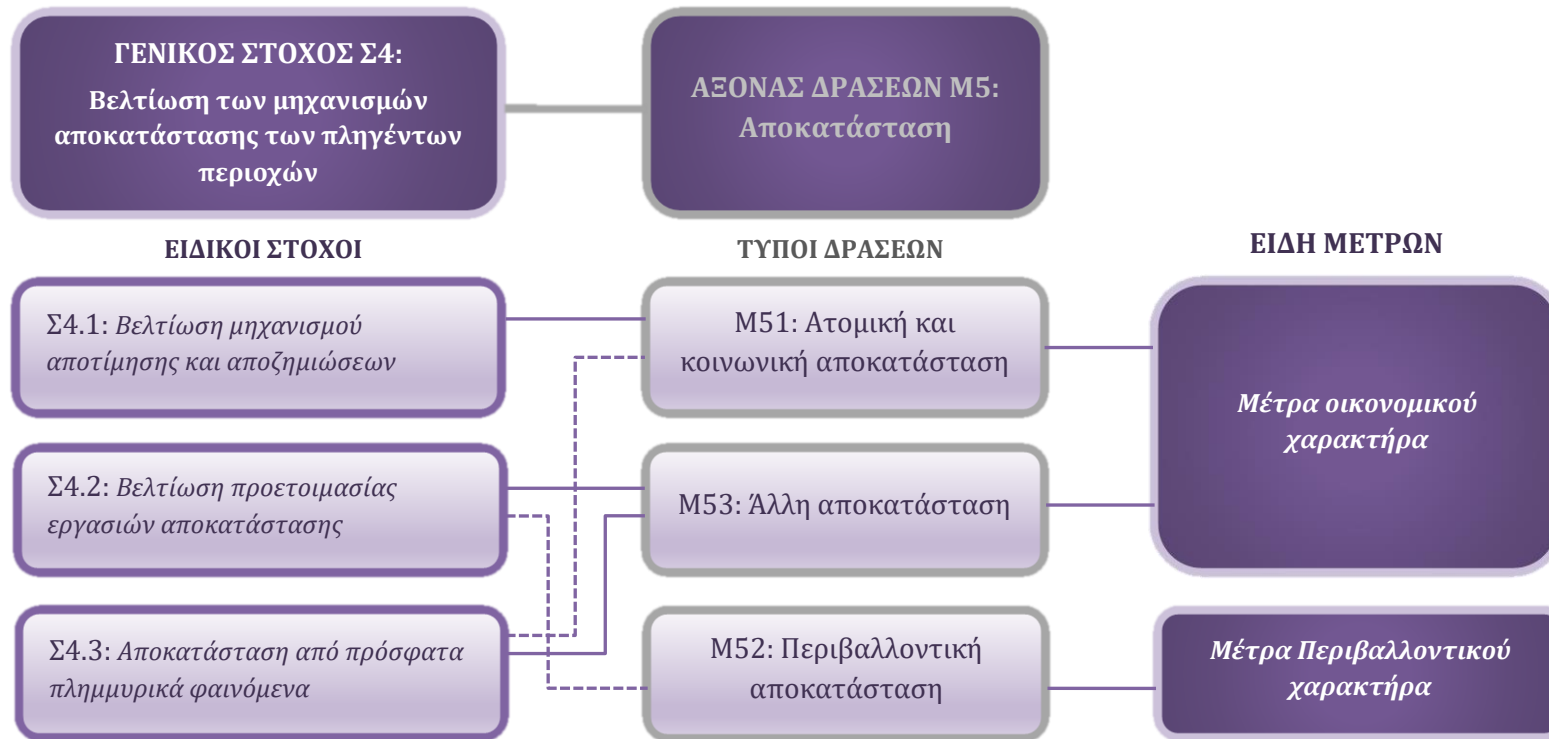 ΓΕΝΙΚΟΣ ΣΤΟΧΟΣ Σ4:
Βελτίωση των μηχανισμών
αποκατάστασης των πληγέντων
περιοχών
ΑΞΟΝΑΣ ΔΡΑΣΕΩΝ Μ5:
Αποκατάσταση
ΕΙΔΙΚΟΙ ΣΤΟΧΟΙ
ΤΥΠΟΙ ΔΡΑΣΕΩΝ
ΕΙΔΗ ΜΕΤΡΩΝ
Σ4.1: Βελτίωση μηχανισμού
αποτίμησης και αποζημιώσεων
Μ51: Ατομική και
κοινωνική αποκατάσταση
Μέτρα οικονομικού
χαρακτήρα
Σ4.2: Βελτίωση προετοιμασίας
εργασιών αποκατάστασης
Μ53: Άλλη αποκατάσταση
Σ4.3: Αποκατάσταση από πρόσφατα
πλημμυρικά φαινόμενα
Μ52: Περιβαλλοντική
αποκατάσταση
Μέτρα Περιβαλλοντικού
χαρακτήρα